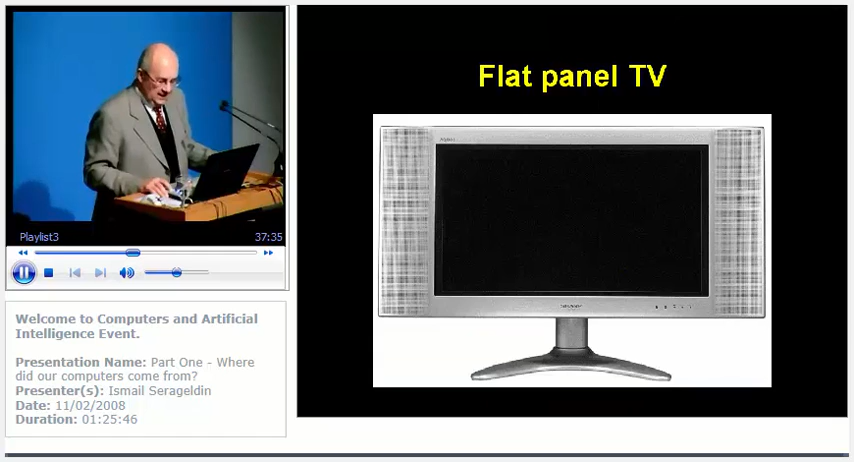 Flat panel TV
Playlist3
37:35
Welcome to Computers and Artificial
Intelligence Event.
Presentation Name: Part One - Where
did our computers come from?
Presenter(s): Ismail Serageldin
Date: 11/02/2008
Duration: 01:25:46